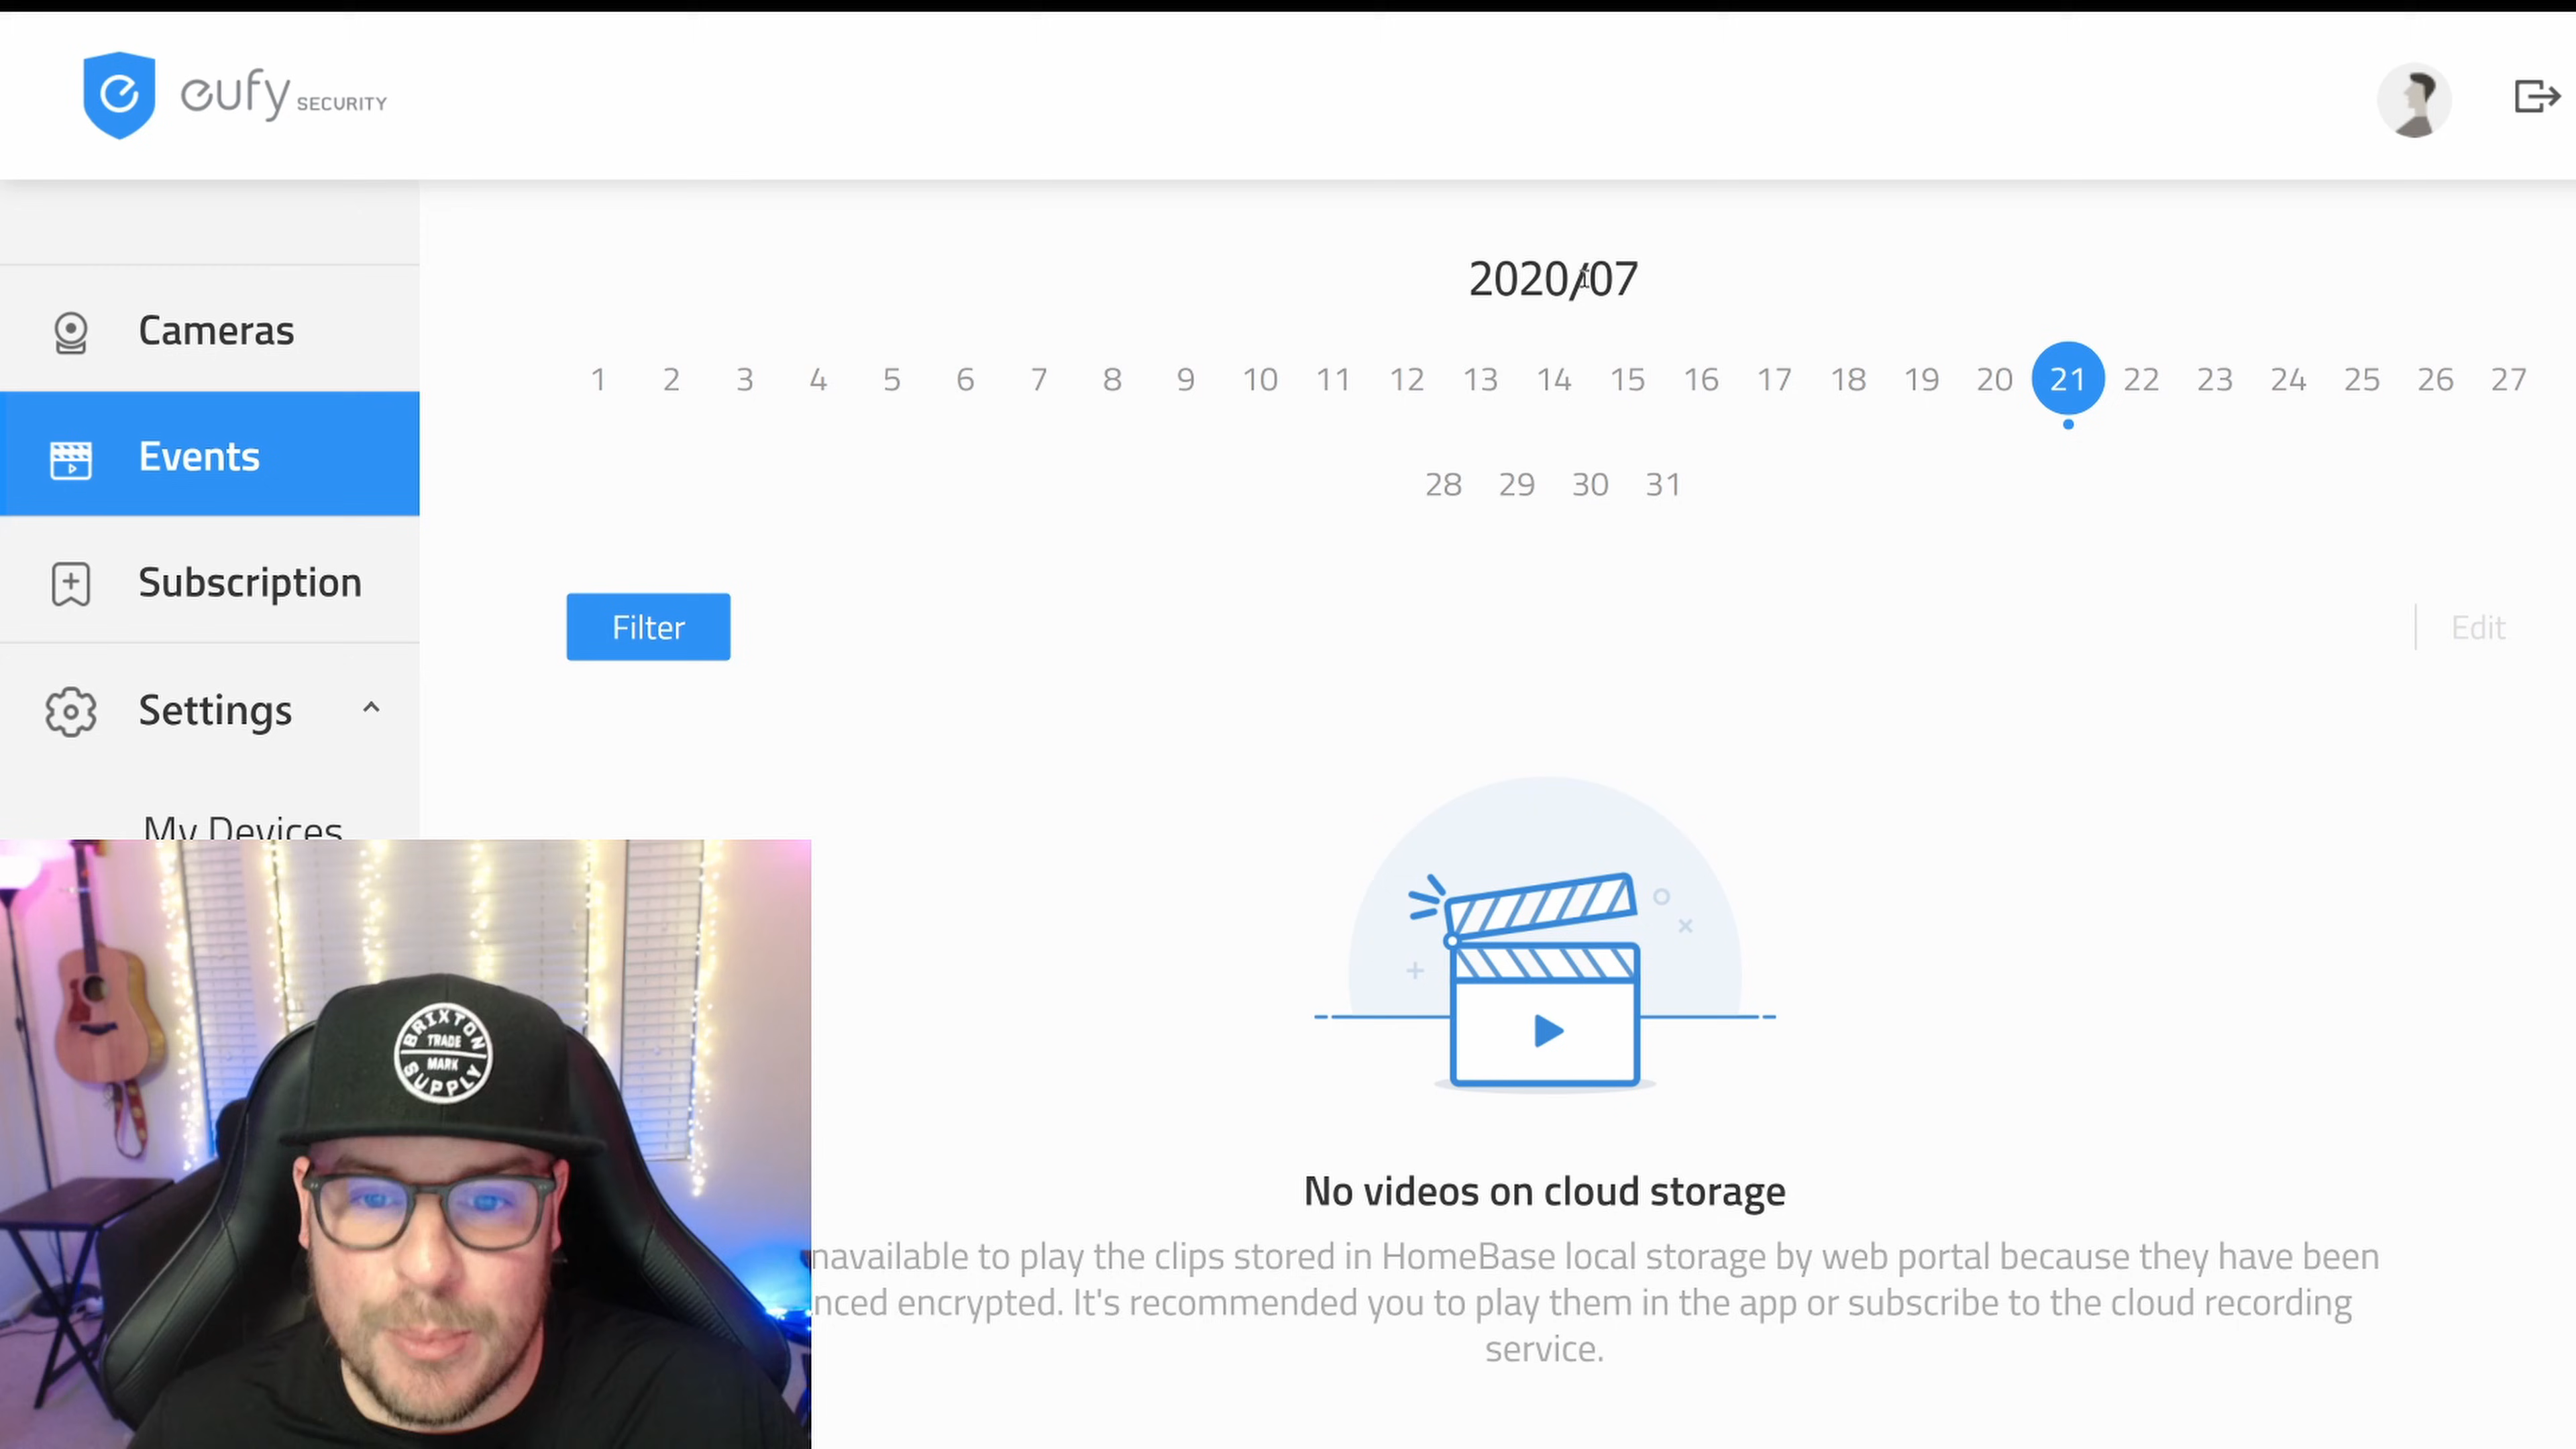 eufy SECURITY
2020/07
Cameras
1 2 3 4 5 6 7 8 9 10 11 12 13 14 15 16 17 18 19 20 21 22 23 24 25 26 27
Events
28 29 30 31
Subscription
Filter
Edit
Settings
My Devices
BRIXTON
TRADE
MARK
SUPPLY
No videos on cloud storage
to play the clips stored in HomeBase local storage by web portal because they have been
encrypted. It's recommended you to play them in the app or subscribe to the cloud recording
service.